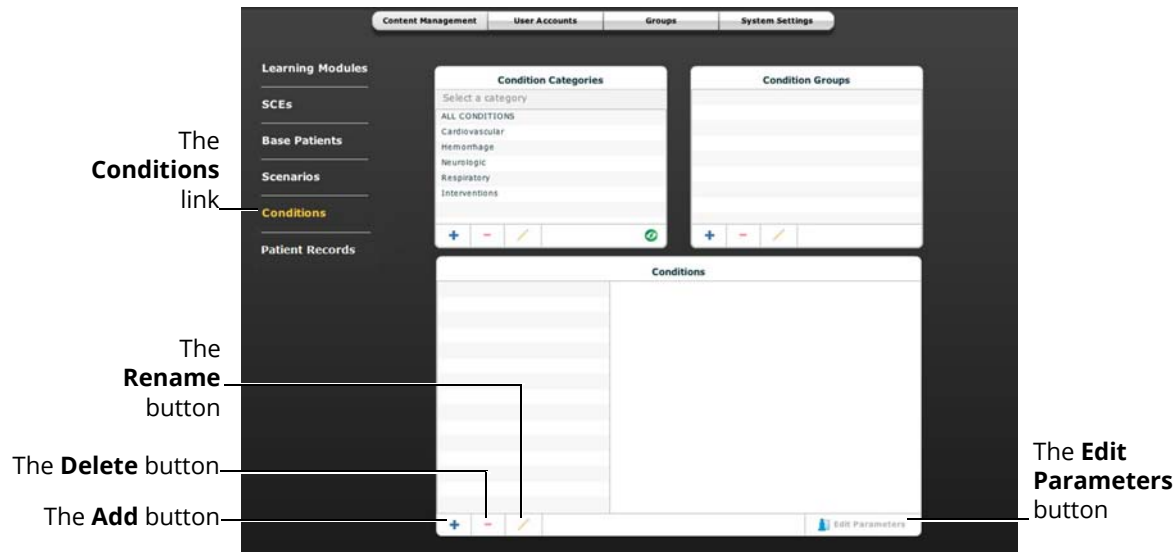 Content Management
User Accounts
Groups
System Settings
Learning Modules
SCEs
Base Patients
Scenarios
Conditions
Patient Records
Condition Categories
Select a category
ALL CONDITIONS
Cardiovascular
Hemorrhage
Neurologic
Respiratory
Interventions
Condition Groups
Conditions
Edit Parameters
The
Conditions
link
The
Rename
button
The Delete button
The Add button
The Edit
Parameters
button